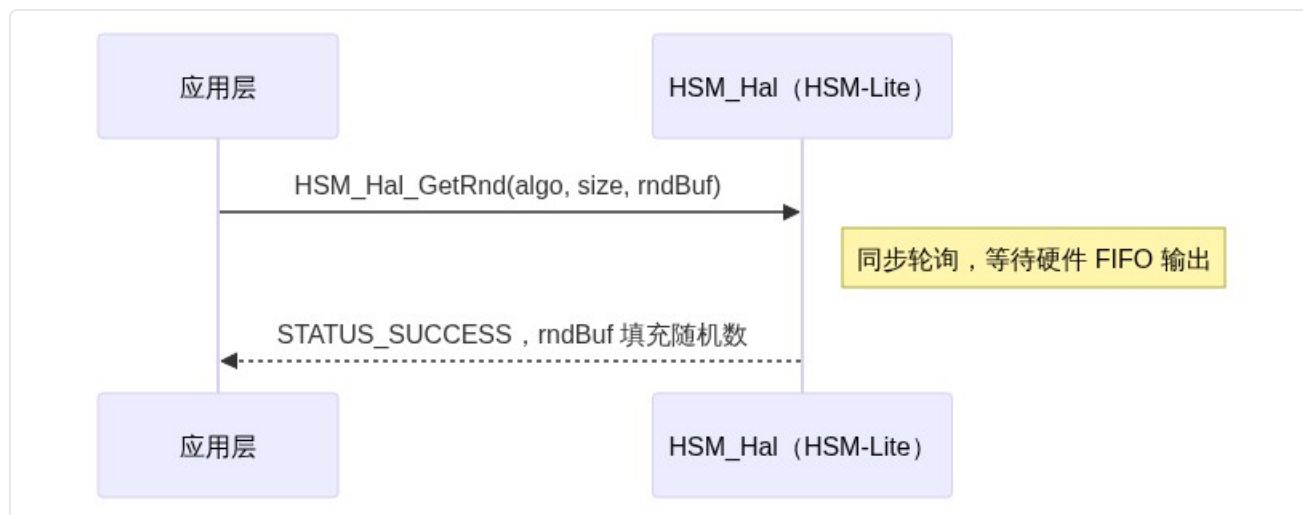 应用层
HSM_Hal（HSM-Lite）
HSM_Hal_GetRnd(algo, size, rndBuf)
同步轮询，等待硬件 FIFO 输出
STATUS_SUCCESS，rndBuf 填充随机数
应用层
HSM_Hal（HSM-Lite）